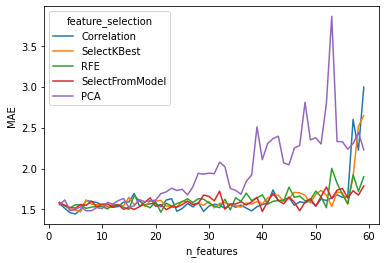 feature_selection
Correlation
SelectKBest
RFE
SelectFromModel
PCA
MAE
3.5
3.0
2.5
2.0
1.5
0
10
20
30
40
50
60
n_features